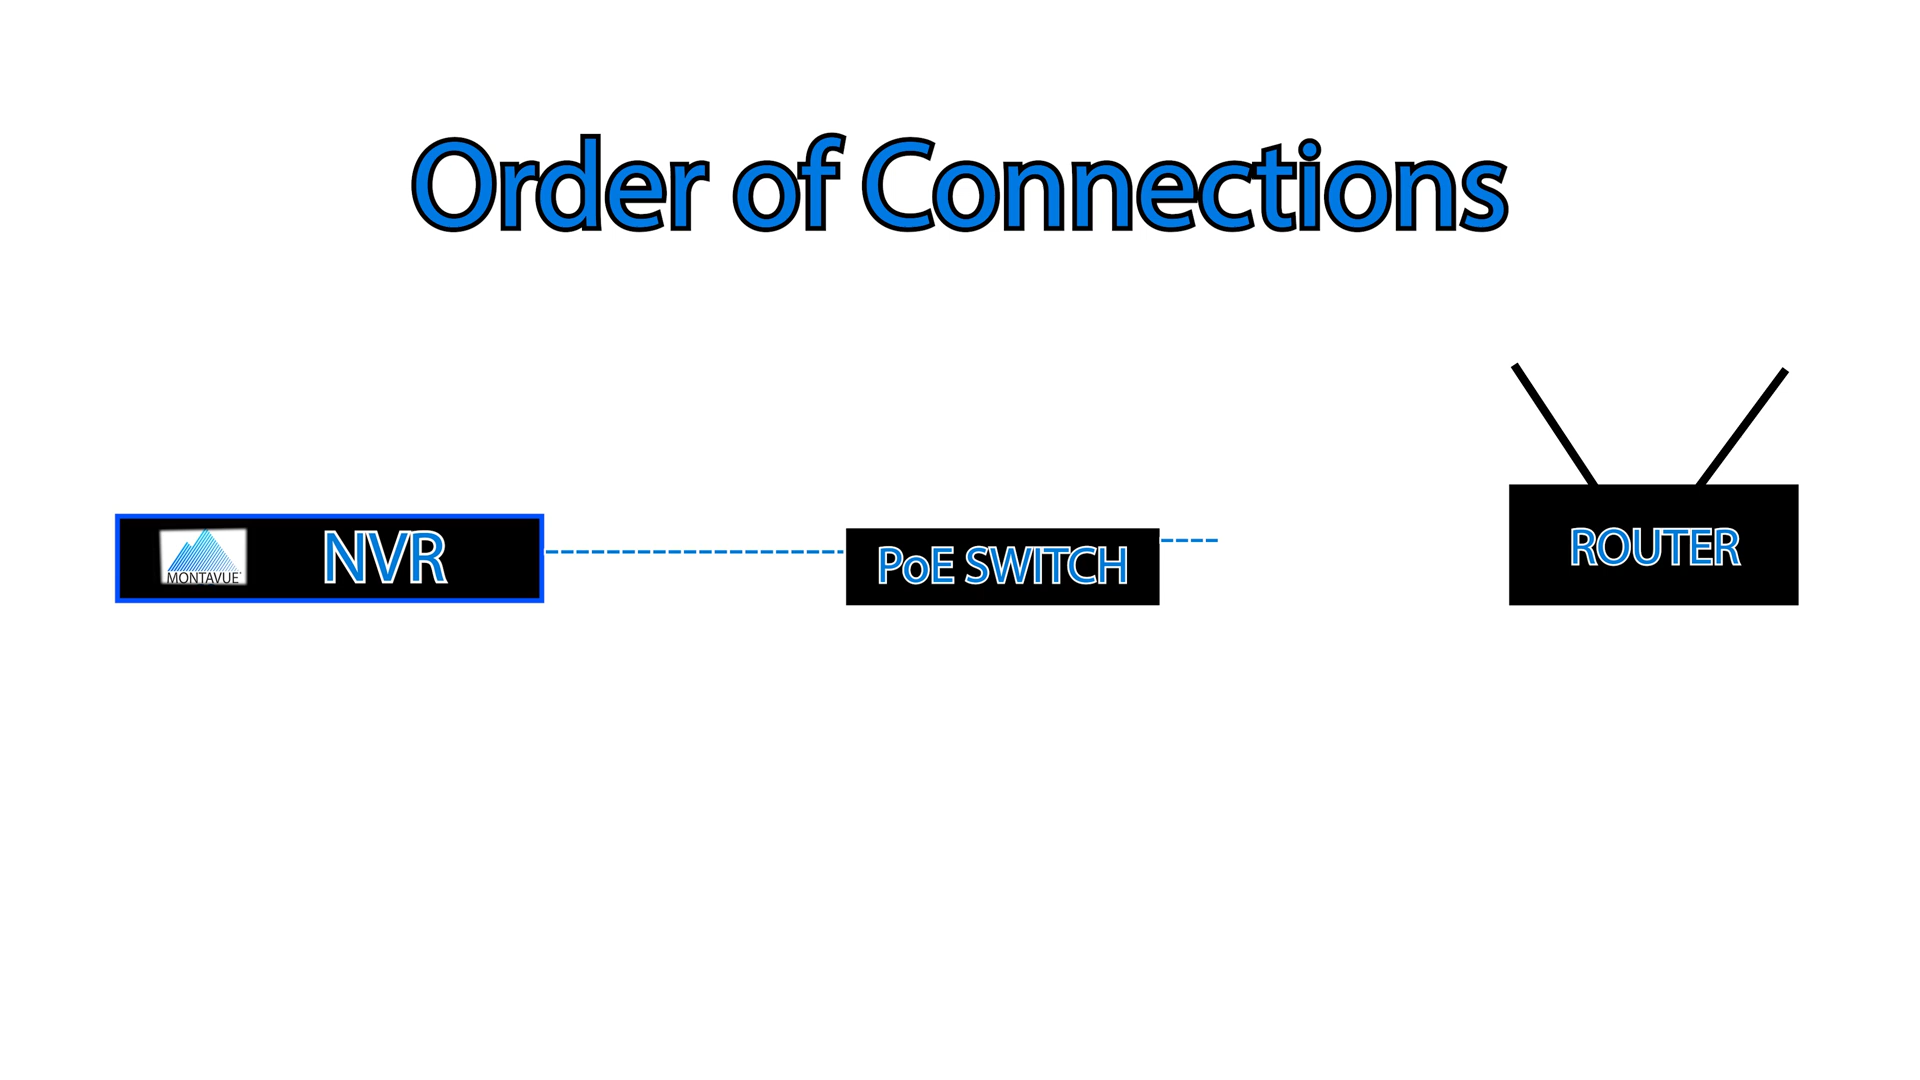 Order of Connections
MONTAVUE
NVR
PoE SWITCH
ROUTER